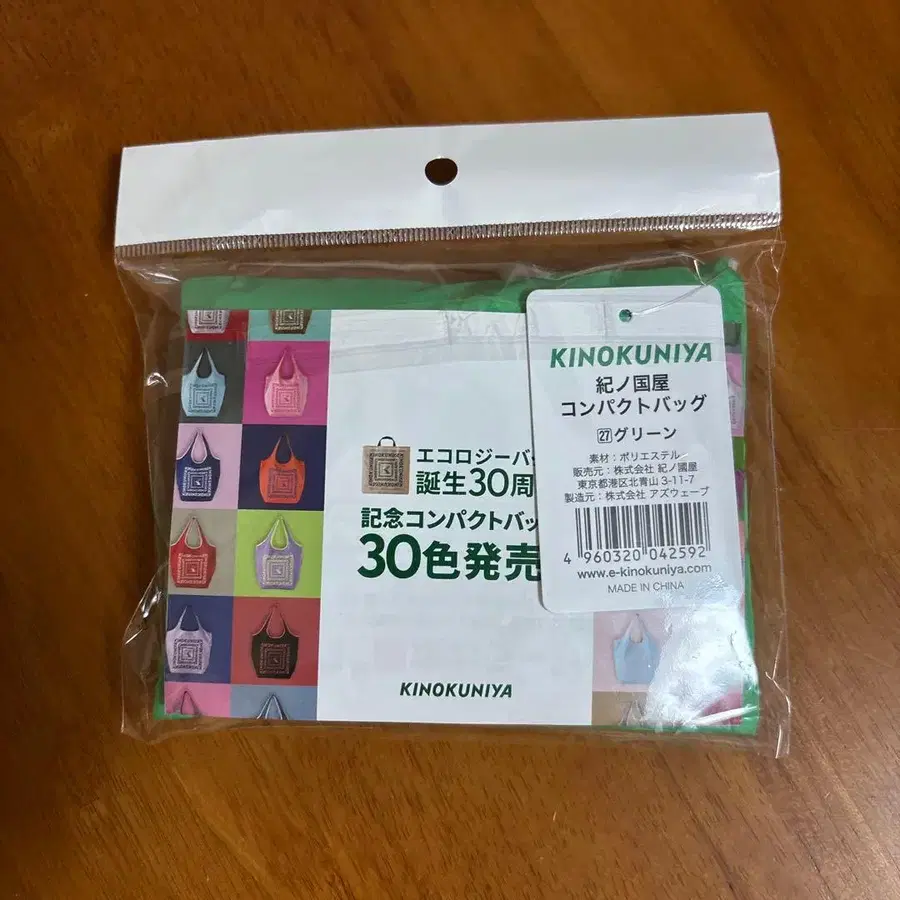 エコロジーバ
誕生30周
記念コンパクトバッ
30色発売
KINOKUNIYA
KINOKUNIYA
紀ノ国屋
コンパクトバッグ
27グリーン
素材：ポリエステル
販売元：株式会社 紀ノ國屋
東京都港区北青山 3-11-7
製造元：株式会社 アズウェーブ
4 960320 042592
www.e-kinokuniya.com
MADE IN CHINA